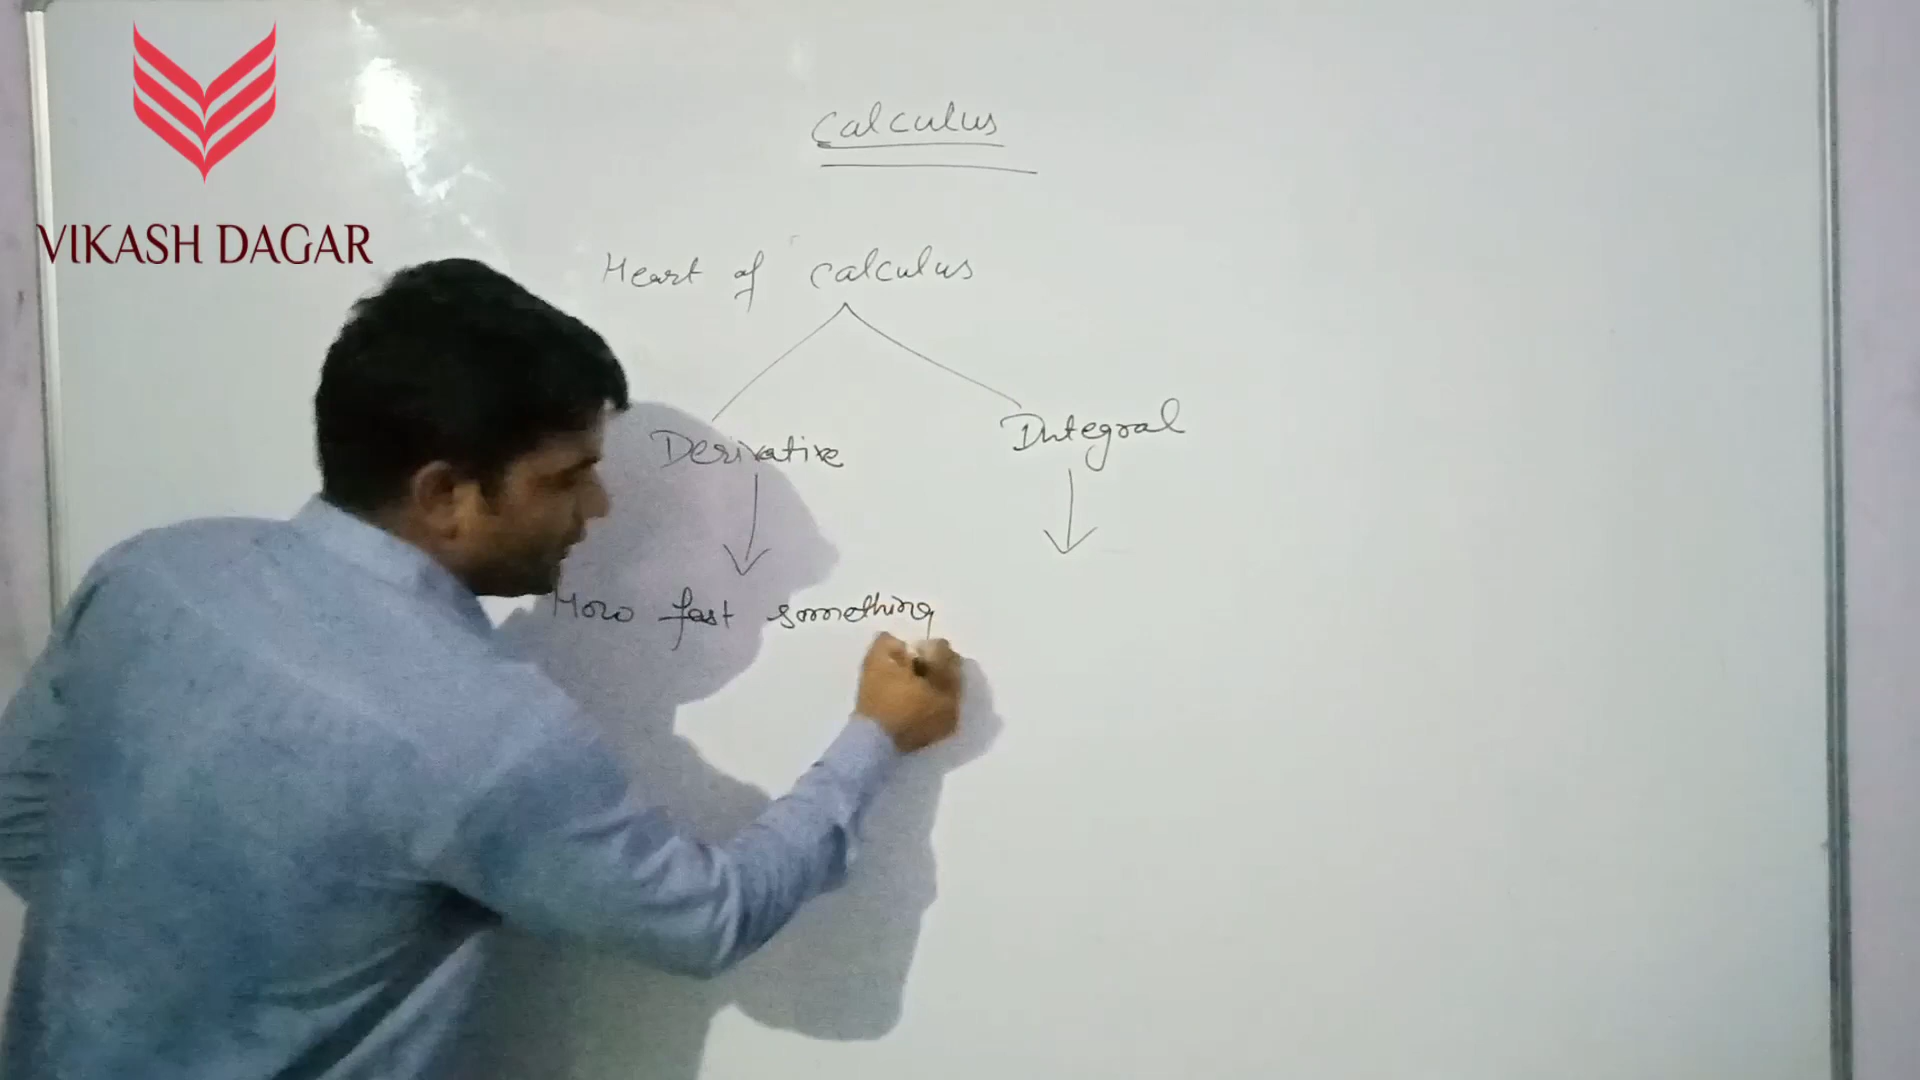 VIKASH DAGAR
Calculus
Heart of Calculus
Derivative Integral
How fast something